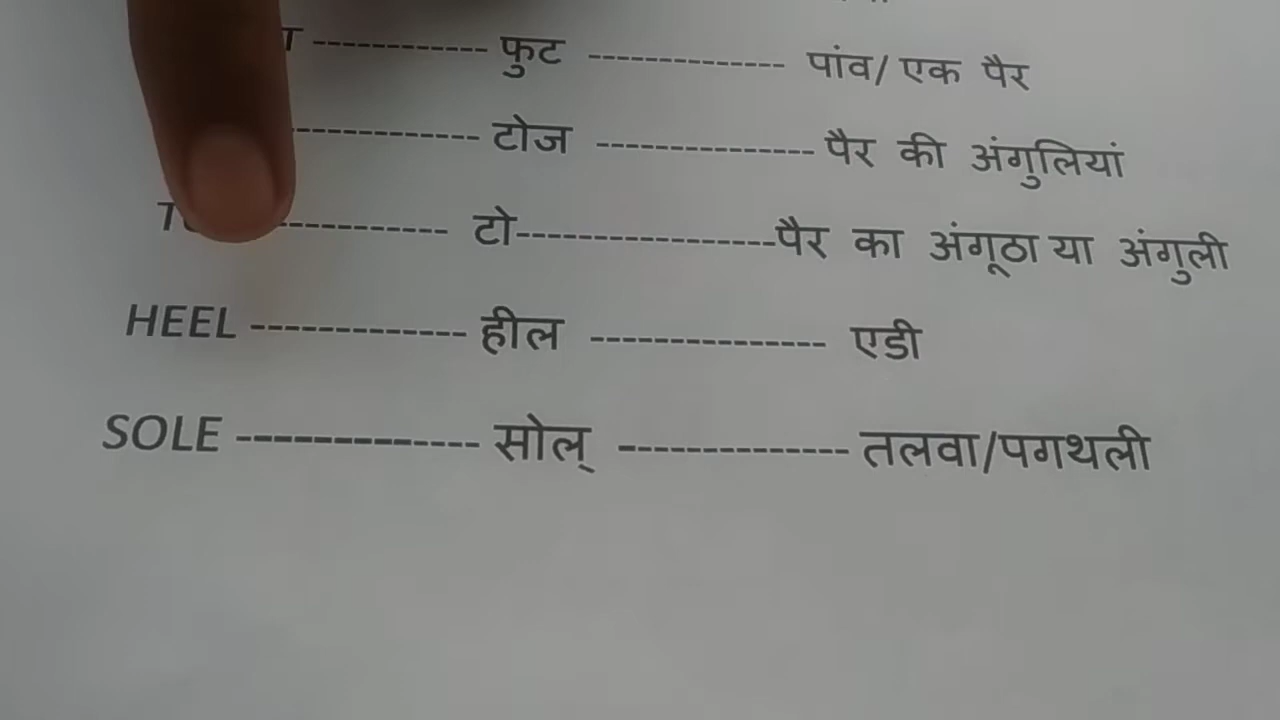 ------------ फुट -------------- पांव/ एक पैर
------------- टोज --------------- पैर की अंगुलियां
------------ टो------------------पैर का अंगूठा या अंगुली
HEEL ------------- हील --------------- एडी
SOLE ------------- सोल् -------------- तलवा/पगथली